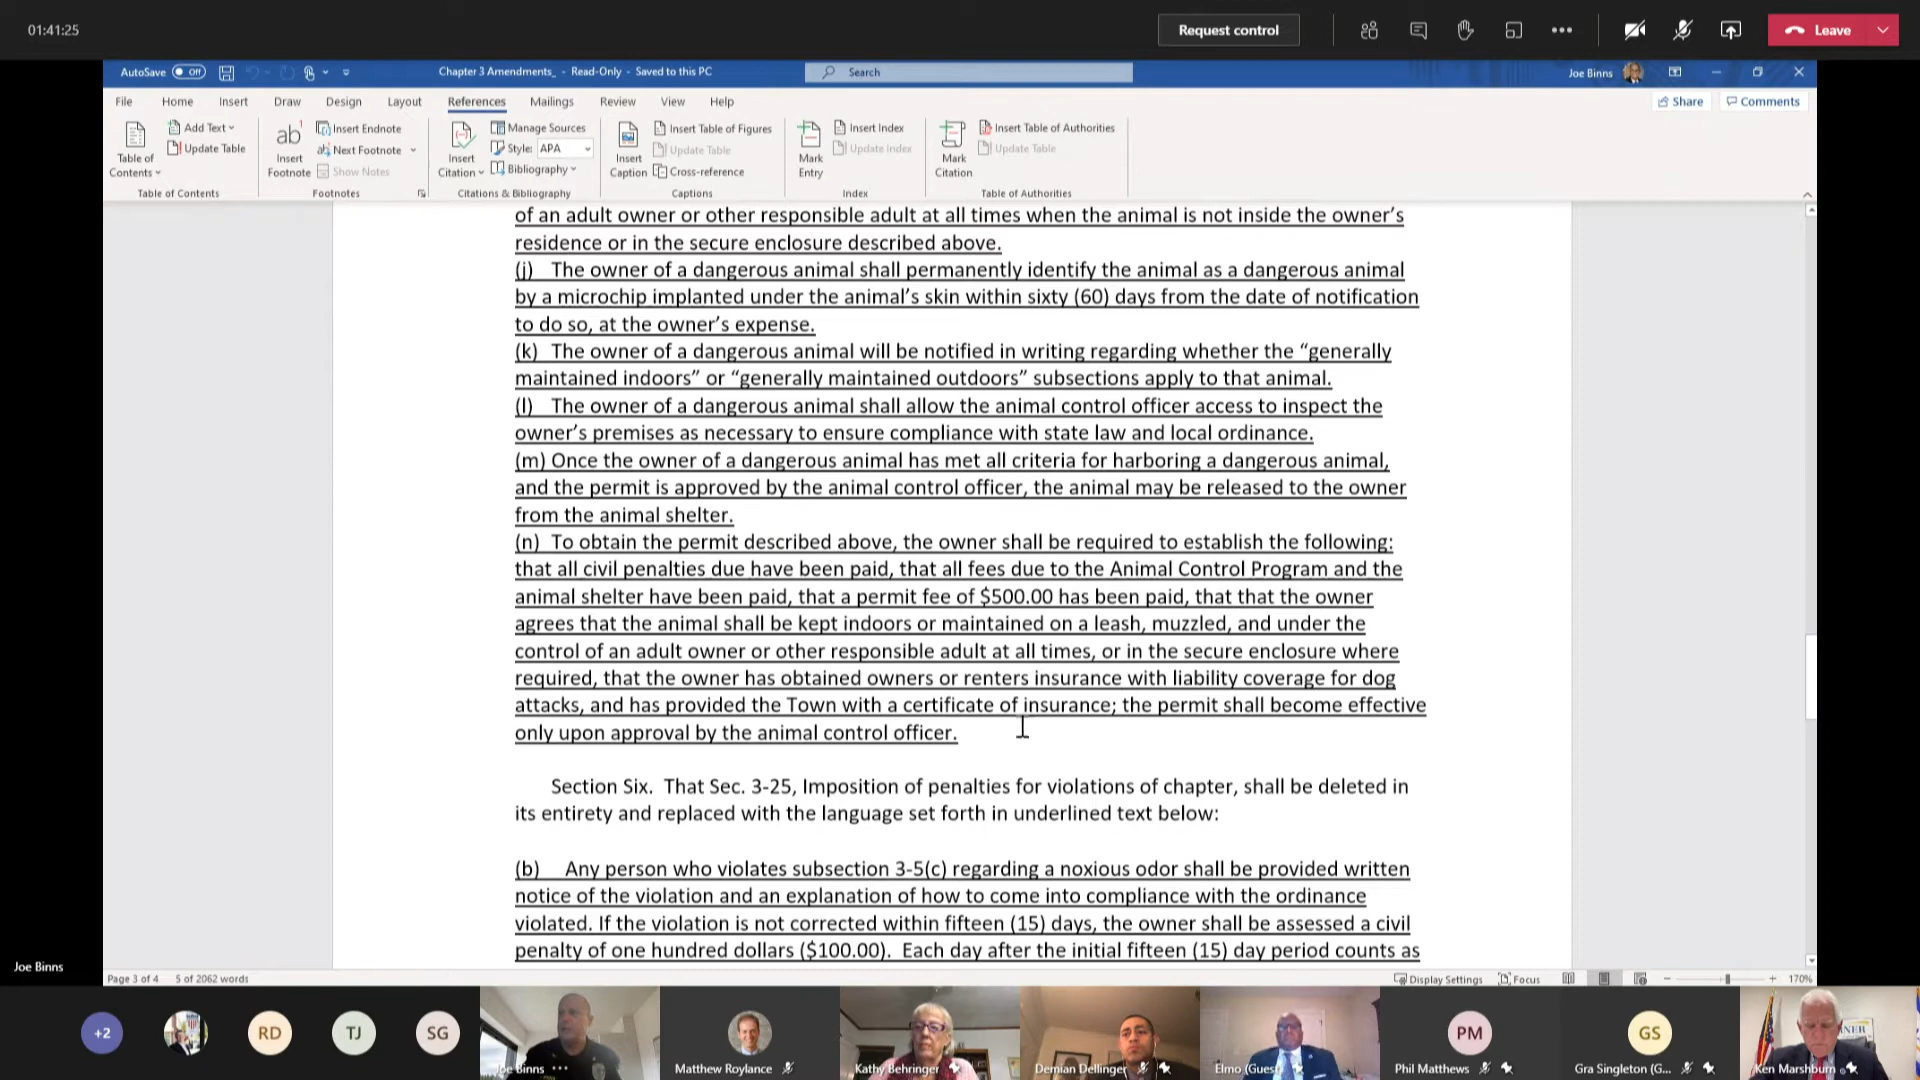 01:41:25
Request control
Leave
AutoSave Off
Chapter 3 Amendments_ - Read-Only - Saved to this PC
Search
Joe Binns
File Home Insert Draw Design Layout References Mailings Review View Help
Share Comments
Table of Contents
Add Text
Update Table
Table of Contents
ab
Insert Footnote
Insert Endnote
Next Footnote
Show Notes
Footnotes
Insert Citation
Manage Sources
Style: APA
Bibliography
Citations & Bibliography
Insert Caption
Insert Table of Figures
Update Table
Cross-reference
Captions
Mark Entry
Insert Index
Update Index
Index
Mark Citation
Insert Table of Authorities
Update Table
Table of Authorities
of an adult owner or other responsible adult at all times when the animal is not inside the owner's
residence or in the secure enclosure described above.
(j) The owner of a dangerous animal shall permanently identify the animal as a dangerous animal
by a microchip implanted under the animal's skin within sixty (60) days from the date of notification
to do so, at the owner's expense.
(k) The owner of a dangerous animal will be notified in writing regarding whether the “generally
maintained indoors” or “generally maintained outdoors” subsections apply to that animal.
(l) The owner of a dangerous animal shall allow the animal control officer access to inspect the
owner's premises as necessary to ensure compliance with state law and local ordinance.
(m) Once the owner of a dangerous animal has met all criteria for harboring a dangerous animal,
and the permit is approved by the animal control officer, the animal may be released to the owner
from the animal shelter.
(n) To obtain the permit described above, the owner shall be required to establish the following:
that all civil penalties due have been paid, that all fees due to the Animal Control Program and the
animal shelter have been paid, that a permit fee of $500.00 has been paid, that that the owner
agrees that the animal shall be kept indoors or maintained on a leash, muzzled, and under the
control of an adult owner or other responsible adult at all times, or in the secure enclosure where
required, that the owner has obtained owners or renters insurance with liability coverage for dog
attacks, and has provided the Town with a certificate of insurance; the permit shall become effective
only upon approval by the animal control officer.
Section Six. That Sec. 3-25, Imposition of penalties for violations of chapter, shall be deleted in
its entirety and replaced with the language set forth in underlined text below:
(b) Any person who violates subsection 3-5(c) regarding a noxious odor shall be provided written
notice of the violation and an explanation of how to come into compliance with the ordinance
violated. If the violation is not corrected within fifteen (15) days, the owner shall be assessed a civil
penalty of one hundred dollars ($100.00). Each day after the initial fifteen (15) day period counts as
Joe Binns
Page 3 of 4 5 of 2062 words
Display Settings Focus 170%
+2
RD
TJ
SG
Joe Binns
Matthew Roylance
Kathy Behringer
Demian Dellinger
Elmo (Guest)
PM
Phil Matthews
GS
Gra Singleton (G...
Ken Marshburn